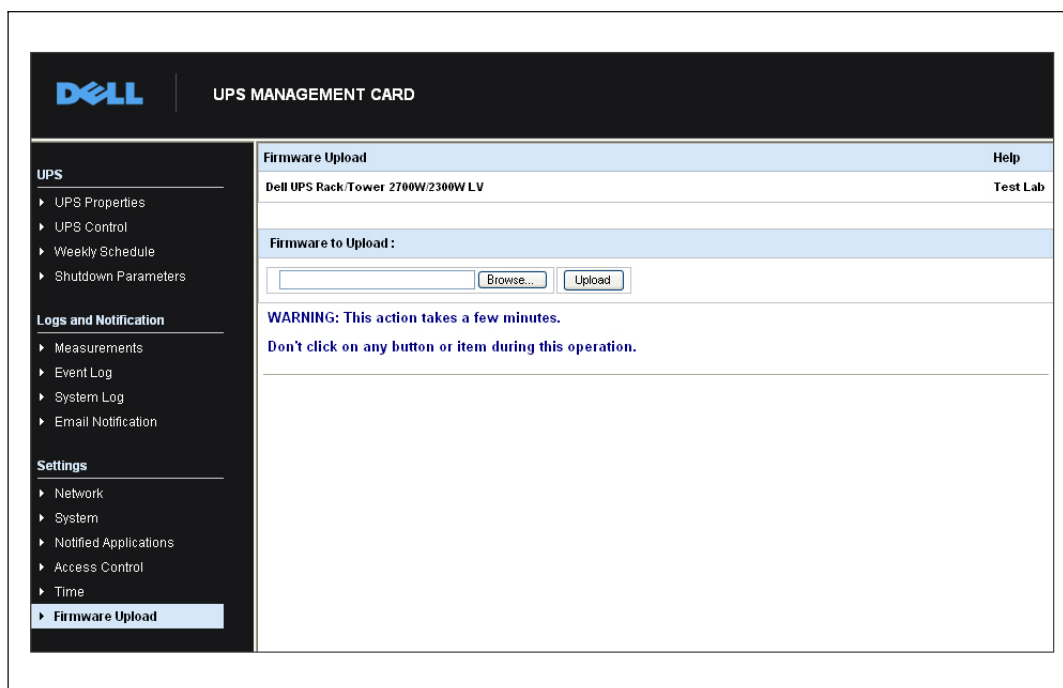 DELL
UPS MANAGEMENT CARD
UPS
UPS Properties
UPS Control
Weekly Schedule
Shutdown Parameters
Logs and Notification
Measurements
Event Log
System Log
Email Notification
Settings
Network
System
Notified Applications
Access Control
Time
Firmware Upload
Firmware Upload Help
Dell UPS Rack/Tower 2700W/2300W LV Test Lab
Firmware to Upload :
Browse... Upload
WARNING: This action takes a few minutes.
Don't click on any button or item during this operation.